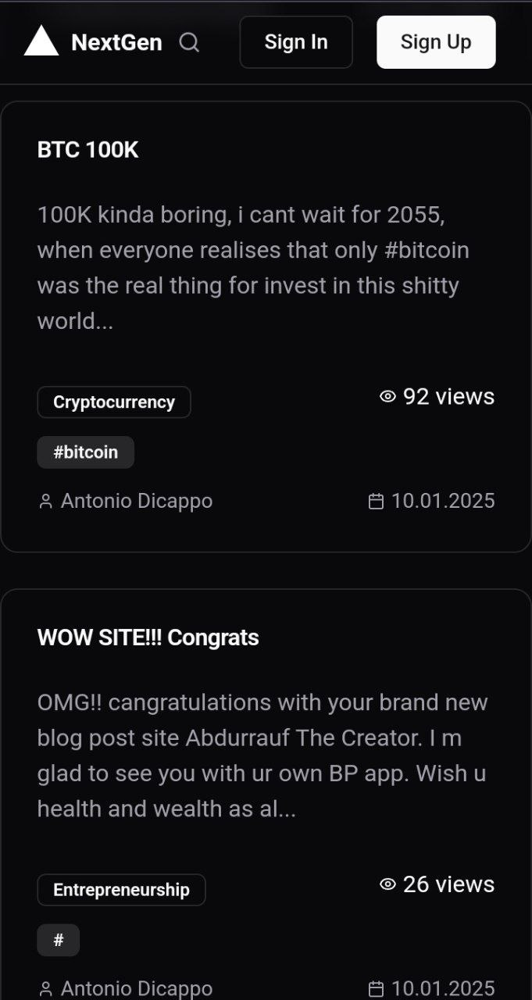 NextGen
Sign In
Sign Up
BTC 100K
100K kinda boring, i cant wait for 2055,
when everyone realises that only #bitcoin
was the real thing for invest in this shitty
world...
Cryptocurrency
92 views
#bitcoin
Antonio Dicappo
10.01.2025
WOW SITE!!! Congrats
OMG!! cangratulations with your brand new
blog post site Abdurrauf The Creator. I m
glad to see you with ur own BP app. Wish u
health and wealth as al...
Entrepreneurship
26 views
#
Antonio Dicappo
10.01.2025